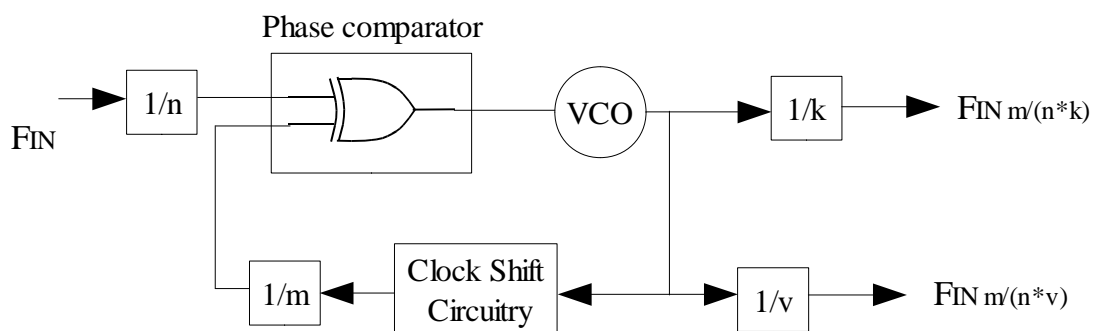 Phase comparator
1/n
VCO
1/k
FIN m/(n*k)
FIN
Clock Shift
Circuitry
1/m
1/v
FIN m/(n*v)